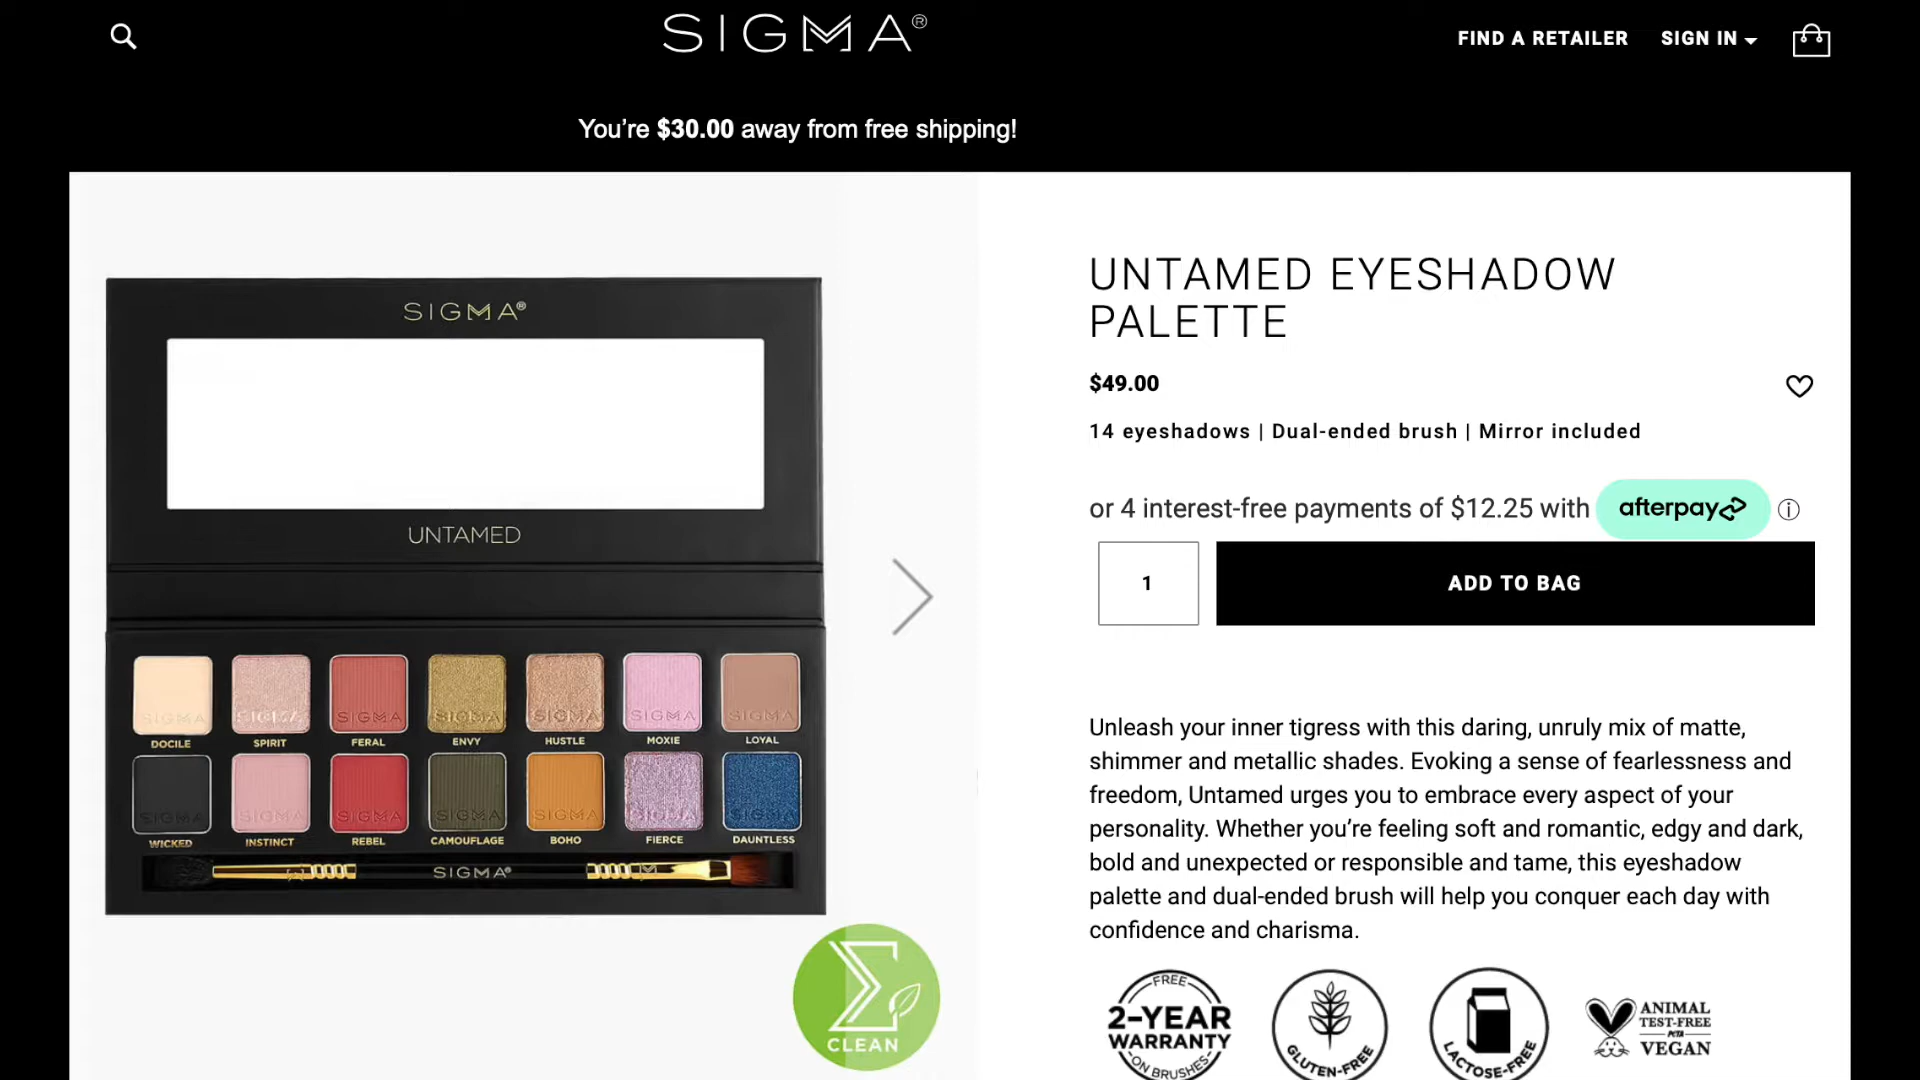 SIGMA®
FIND A RETAILER
SIGN IN
You're $30.00 away from free shipping!
SIGMA®
UNTAMED
DOCILE SPIRIT FERAL ENVY HUSTLE MOXIE LOYAL
WICKED INSTINCT REBEL CAMOUFLAGE BOHO FIERCE DAUNTLESS
SIGMA®
CLEAN
UNTAMED EYESHADOW
PALETTE
$49.00
14 eyeshadows | Dual-ended brush | Mirror included
or 4 interest-free payments of $12.25 with afterpay
1
ADD TO BAG
Unleash your inner tigress with this daring, unruly mix of matte,
shimmer and metallic shades. Evoking a sense of fearlessness and
freedom, Untamed urges you to embrace every aspect of your
personality. Whether you’re feeling soft and romantic, edgy and dark,
bold and unexpected or responsible and tame, this eyeshadow
palette and dual-ended brush will help you conquer each day with
confidence and charisma.
FREE
2-YEAR
WARRANTY
ON BRUSHES
GLUTEN-FREE
LACTOSE-FREE
ANIMAL
TEST-FREE
PETA
VEGAN